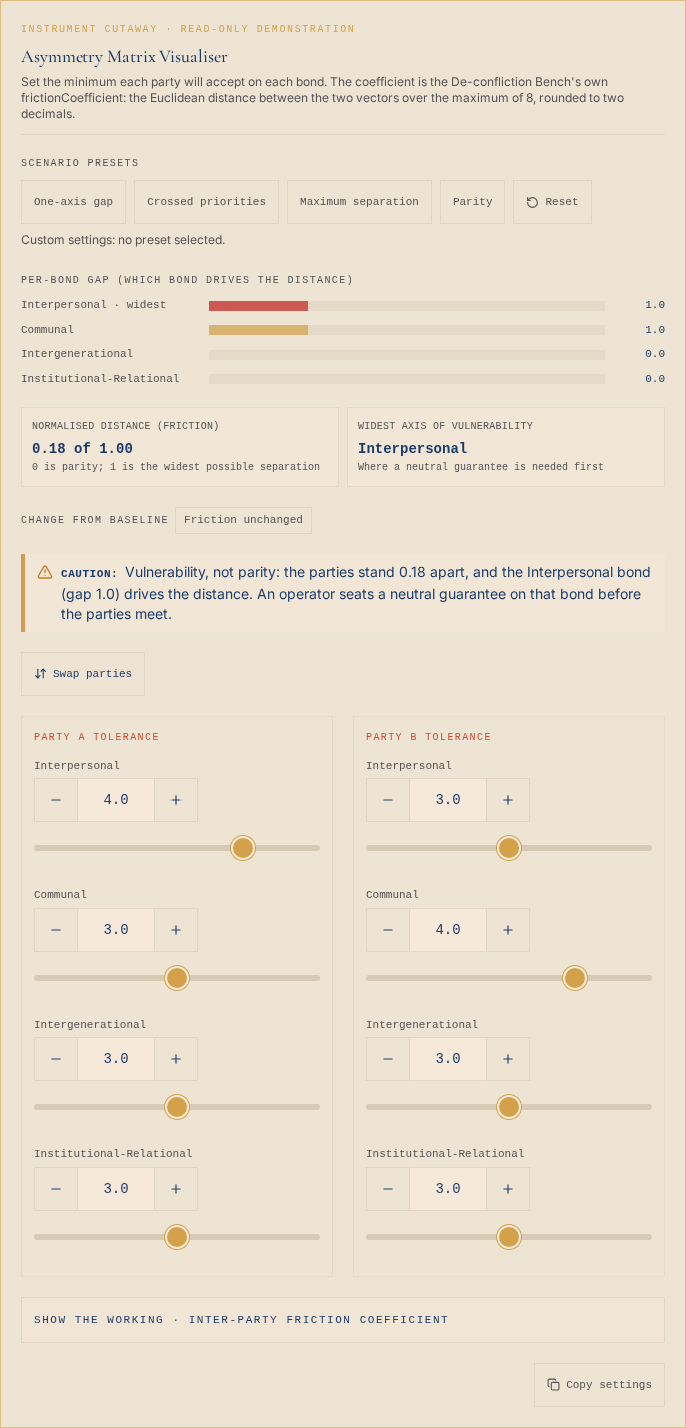 INSTRUMENT CUTAWAY · READ-ONLY DEMONSTRATION
Asymmetry Matrix Visualiser
Set the minimum each party will accept on each bond. The coefficient is the De-confliction Bench's own
frictionCoefficient: the Euclidean distance between the two vectors over the maximum of 8, rounded to two
decimals.
SCENARIO PRESETS
One-axis gap
Crossed priorities
Maximum separation
Parity
Reset
Custom settings: no preset selected.
PER-BOND GAP (WHICH BOND DRIVES THE DISTANCE)
Interpersonal · widest 1.0
Communal 1.0
Intergenerational 0.0
Institutional-Relational 0.0
NORMALISED DISTANCE (FRICTION)
0.18 of 1.00
0 is parity; 1 is the widest possible separation
WIDEST AXIS OF VULNERABILITY
Interpersonal
Where a neutral guarantee is needed first
CHANGE FROM BASELINE Friction unchanged
CAUTION: Vulnerability, not parity: the parties stand 0.18 apart, and the Interpersonal bond
(gap 1.0) drives the distance. An operator seats a neutral guarantee on that bond before
the parties meet.
Swap parties
PARTY A TOLERANCE
Interpersonal
− 4.0 +
Communal
− 3.0 +
Intergenerational
− 3.0 +
Institutional-Relational
− 3.0 +
PARTY B TOLERANCE
Interpersonal
− 3.0 +
Communal
− 4.0 +
Intergenerational
− 3.0 +
Institutional-Relational
− 3.0 +
SHOW THE WORKING · INTER-PARTY FRICTION COEFFICIENT
Copy settings